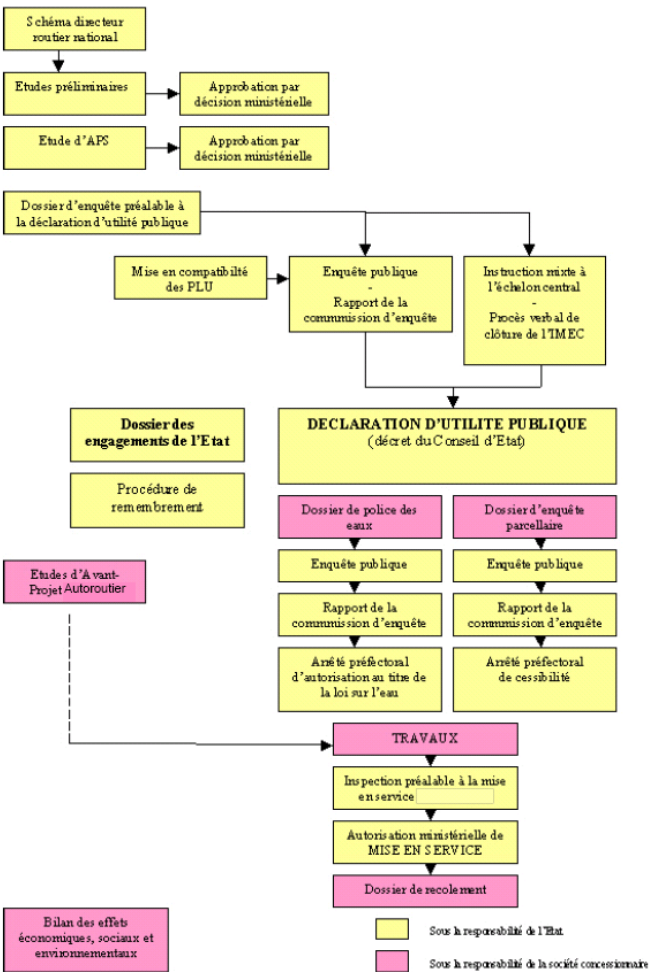 Schéma directeur
routier national
Etudes préliminaires
Approbation par
décision ministérielle
Etude d'APS
Approbation par
décision ministérielle
Dossier d'enquête préalable à
la déclaration d'utilité publique
Mise en compatibilté
des PLU
Enquête publique
-
Rapport de la
commmission d'enquête
Instruction mixte à
l'échelon central
-
Procès verbal de
clôture de l'IMEC
Dossier des
engagements de l'Etat
DECLARATION D'UTILITE PUBLIQUE
(décret du Conseil d'Etat)
Procédure de
remembrement
Dossier de police des
eaux
Dossier d'enquête
parcellaire
Enquête publique
Enquête publique
Etudes d'Avant-
Projet Autoroutier
Rapport de la
commmission d'enquête
Rapport de la
commmission d'enquête
Arrêté préfectoral
d'autorisation au titre de
la loi sur l'eau
Arrêté préfectoral
de cessibilité
TRAVAUX
Inspection préalable à la mise
en service
Autorisation ministérielle de
MISE EN SERVICE
Dossier de recolement
Bilan des effets
économiques, sociaux et
environnementaux
Sous la responsabilité de l'Etat
Sous la responsabilité de la société concessionnaire